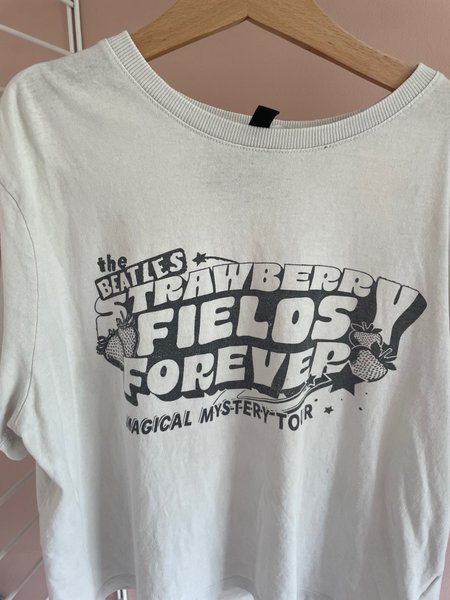 the
BEATLES
STRAWBERRY
FIELDS
FOREVER
MAGICAL MYSTERY TOUR